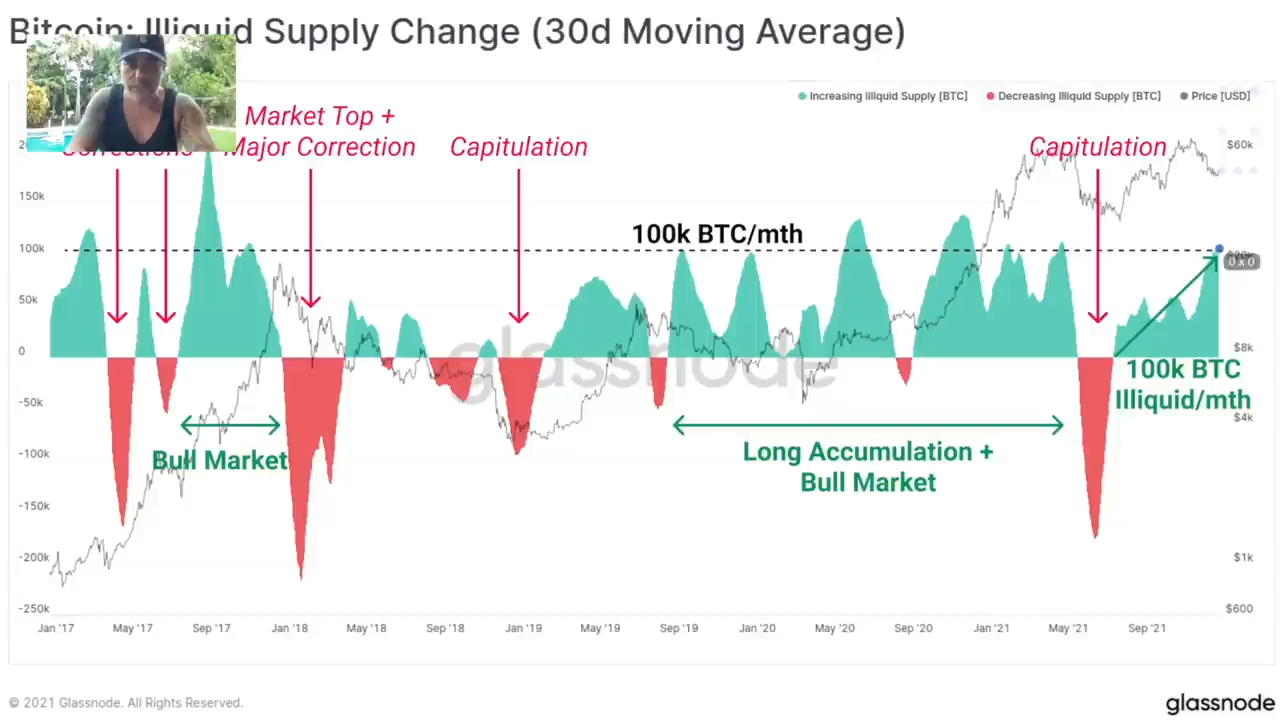 Bitcoin: Illiquid Supply Change (30d Moving Average)
Increasing Illiquid Supply [BTC]
Decreasing Illiquid Supply [BTC]
Price [USD]
Market Top +
Major Correction
Corrections
Capitulation
Capitulation
$60k
150k
100k
50k
0
-50k
-100k
-150k
-200k
-250k
100k BTC/mth
0 x 0
$8k
$4k
$1k
$600
glassnode
100k BTC
Illiquid/mth
Bull Market
Long Accumulation +
Bull Market
Jan '17
May '17
Sep '17
Jan '18
May '18
Sep '18
Jan '19
May '19
Sep '19
Jan '20
May '20
Sep '20
Jan '21
May '21
Sep '21
© 2021 Glassnode. All Rights Reserved.
glassnode